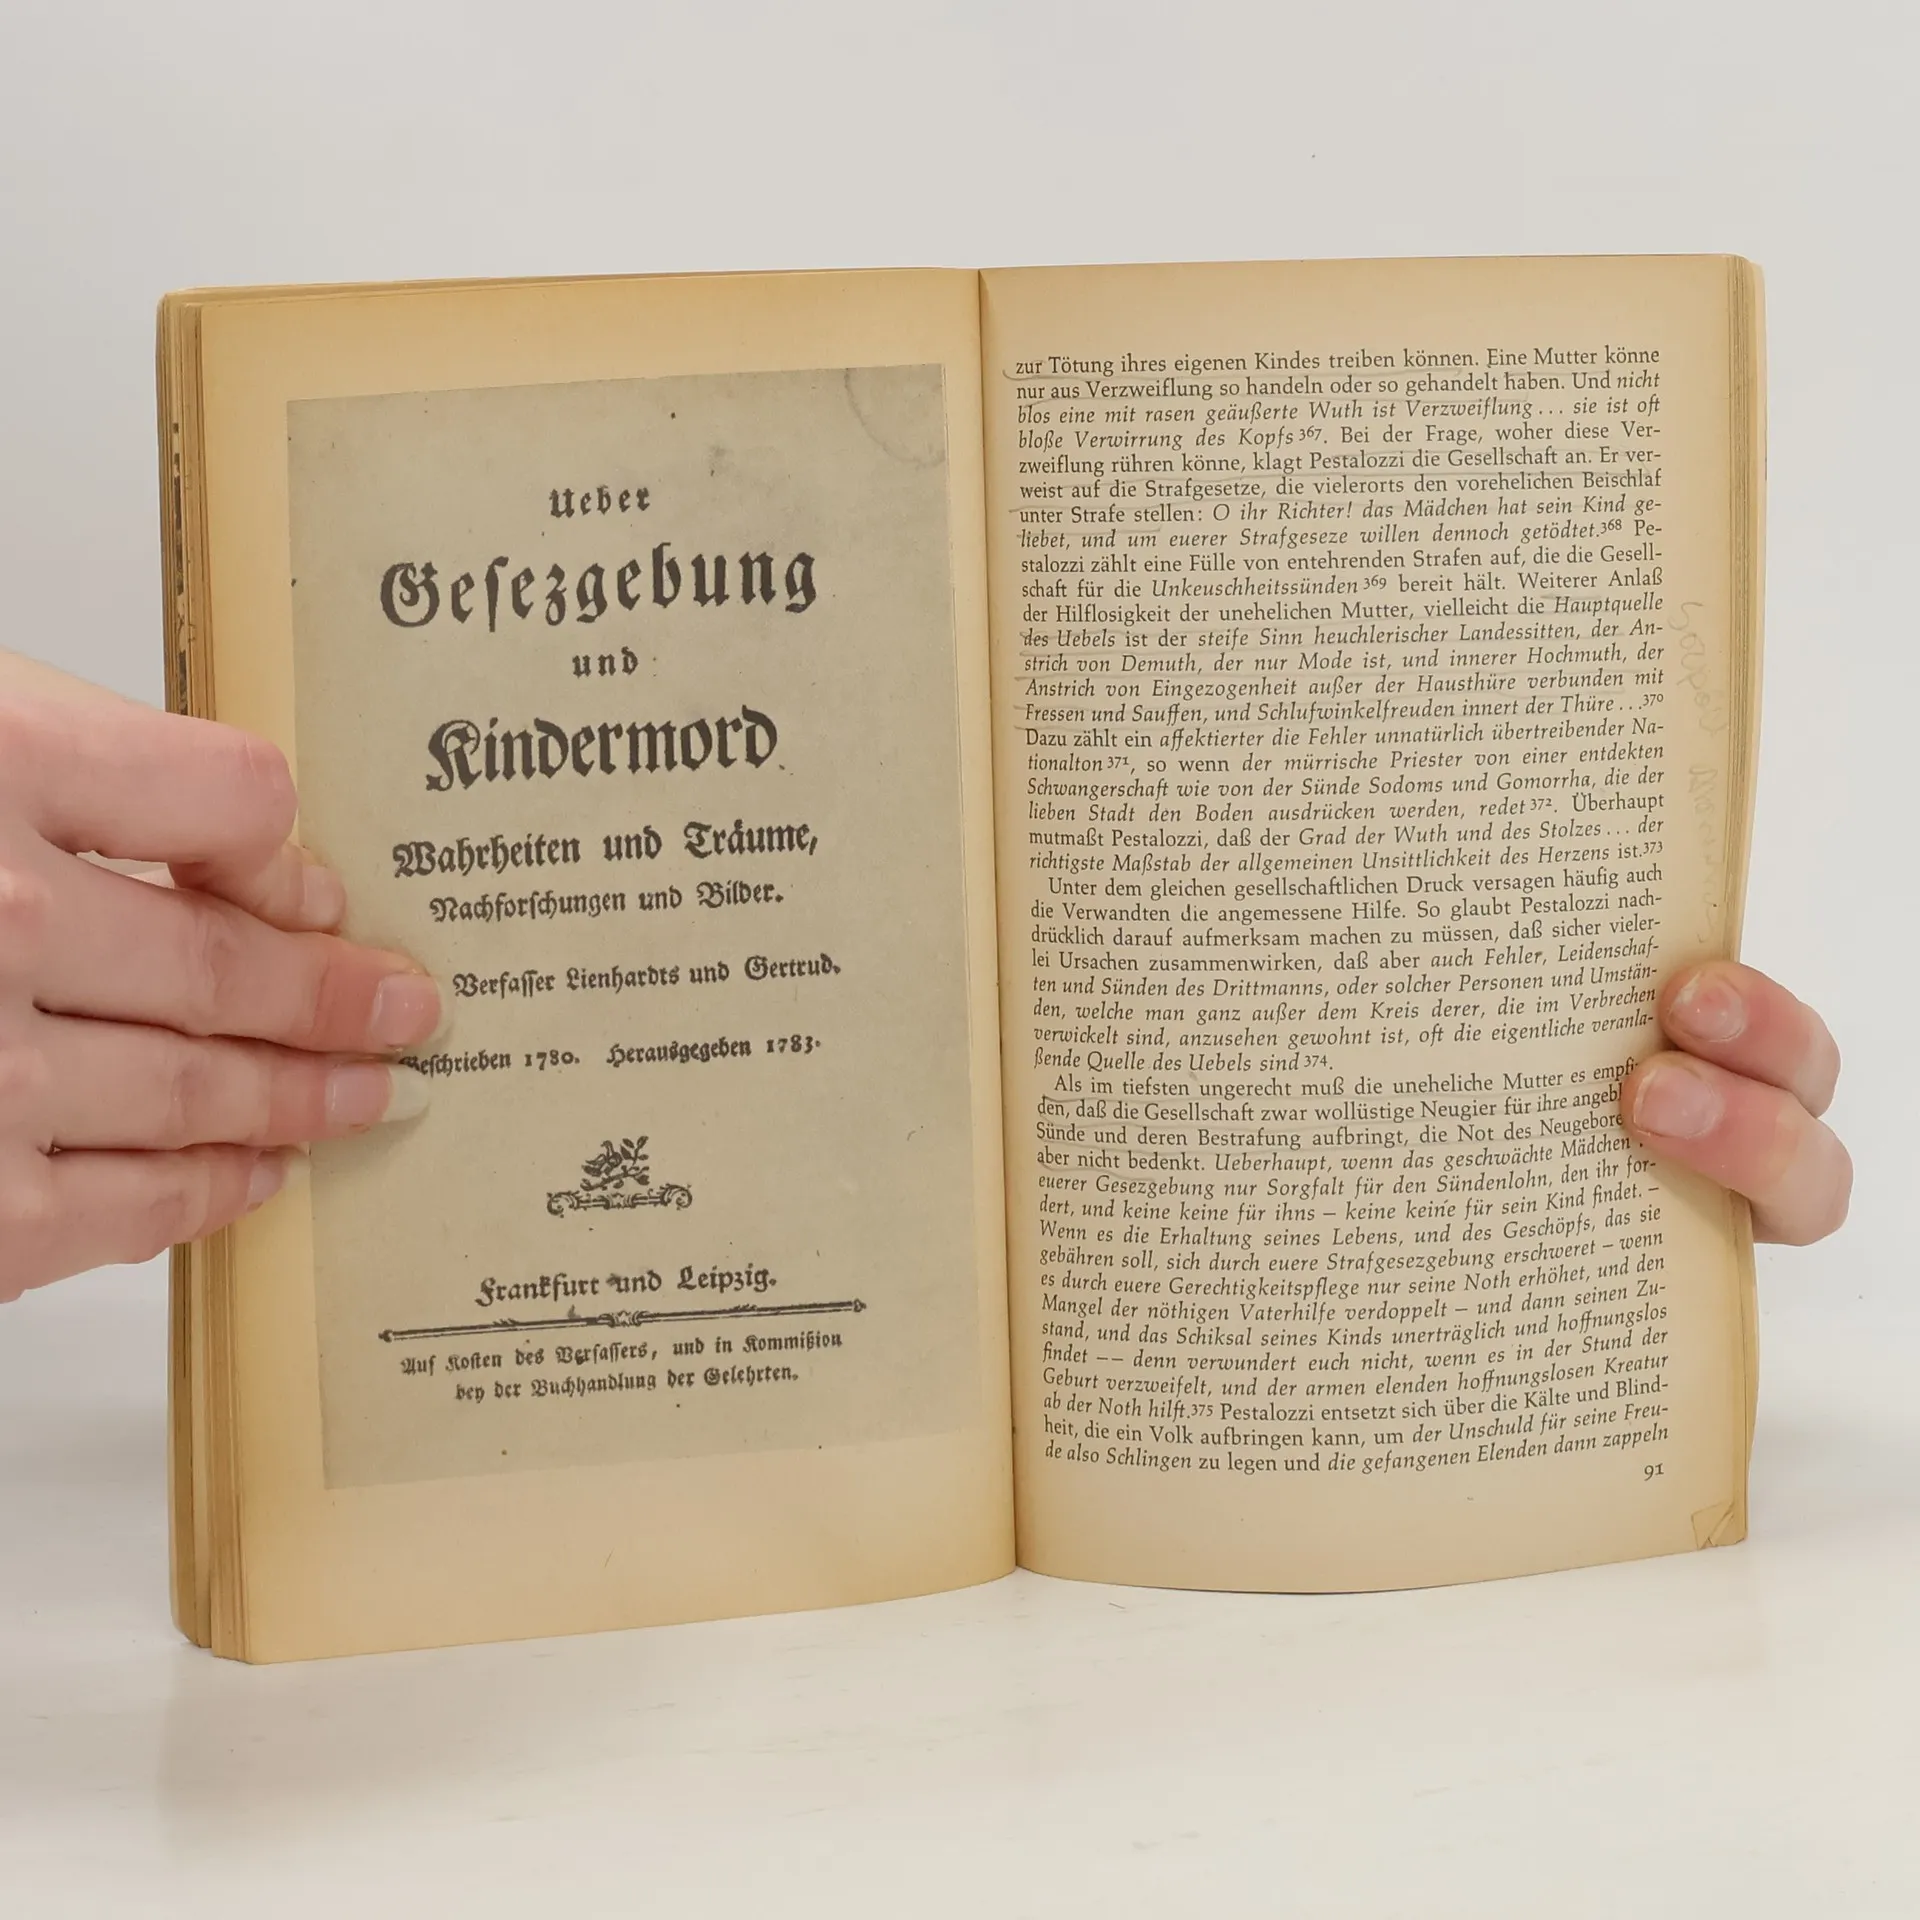 Ueber
Gesezgebung
und
Kindermord.
Wahrheiten und Träume,
Nachforschungen und Bilder.
Verfasser Lienhardts und Gertrud.
Geschrieben 1780. Herausgegeben 1783.
Frankfurt und Leipzig.
Auf Kosten des Verfassers, und in Kommißion
bey der Buchhandlung der Gelehrten.
zur Tötung ihres eigenen Kindes treiben können. Eine Mutter könne
nur aus Verzweiflung so handeln oder so gehandelt haben. Und nicht
blos eine mit rasen geäußerte Wuth ist Verzweiflung ... sie ist oft
bloße Verwirrung des Kopfs 367. Bei der Frage, woher diese Ver-
zweiflung rühren könne, klagt Pestalozzi die Gesellschaft an. Er ver-
weist auf die Strafgesetze, die vielerorts den vorehelichen Beischlaf
unter Strafe stellen: O ihr Richter! das Mädchen hat sein Kind ge-
liebet, und um euerer Strafgeseze willen dennoch getödtet.368 Pe-
stalozzi zählt eine Fülle von entehrenden Strafen auf, die die Gesell-
schaft für die Unkeuschheitssünden 369 bereit hält. Weiterer Anlaß
der Hilflosigkeit der unehelichen Mutter, vielleicht die Hauptquelle
des Uebels ist der steife Sinn heuchlerischer Landessitten, der An-
strich von Demuth, der nur Mode ist, und innerer Hochmuth, der
Anstrich von Eingezogenheit außer der Hausthüre verbunden mit
Fressen und Sauffen, und Schlufwinkelfreuden innert der Thüre ...370
Dazu zählt ein affektierter die Fehler unnatürlich übertreibender Na-
tionalton 371, so wenn der mürrische Priester von einer entdekten
Schwangerschaft wie von der Sünde Sodoms und Gomorrha, die der
lieben Stadt den Boden ausdrücken werden, redet 372. Überhaupt
mutmaßt Pestalozzi, daß der Grad der Wuth und des Stolzes ... der
richtigste Maßstab der allgemeinen Unsittlichkeit des Herzens ist.373
Unter dem gleichen gesellschaftlichen Druck versagen häufig auch
die Verwandten die angemessene Hilfe. So glaubt Pestalozzi nach-
drücklich darauf aufmerksam machen zu müssen, daß sicher vieler-
lei Ursachen zusammenwirken, daß aber auch Fehler, Leidenschaf-
ten und Sünden des Drittmanns, oder solcher Personen und Umstän-
den, welche man ganz außer dem Kreis derer, die im Verbrechen
verwickelt sind, anzusehen gewohnt ist, oft die eigentliche veranla-
ßende Quelle des Uebels sind 374.
Als im tiefsten ungerecht muß die uneheliche Mutter es empfi
den, daß die Gesellschaft zwar wollüstige Neugier für ihre angebl
Sünde und deren Bestrafung aufbringt, die Not des Neugebore
aber nicht bedenkt. Ueberhaupt, wenn das geschwächte Mädchen
euerer Gesezgebung nur Sorgfalt für den Sündenlohn, den ihr for-
dert, und keine keine für ihns – keine keine für sein Kind findet. –
Wenn es die Erhaltung seines Lebens, und des Geschöpfs, das sie
gebähren soll, sich durch euere Strafgesezgebung erschweret – wenn
es durch euere Gerechtigkeitspflege nur seine Noth erhöhet, und den
Mangel der nöthigen Vaterhilfe verdoppelt – und dann seinen Zu-
stand, und das Schiksal seines Kinds unerträglich und hoffnungslos
findet –– denn verwundert euch nicht, wenn es in der Stund der
Geburt verzweifelt, und der armen elenden hoffnungslosen Kreatur
ab der Noth hilft.375 Pestalozzi entsetzt sich über die Kälte und Blind-
heit, die ein Volk aufbringen kann, um der Unschuld für seine Freu-
de also Schlingen zu legen und die gefangenen Elenden dann zappeln
91